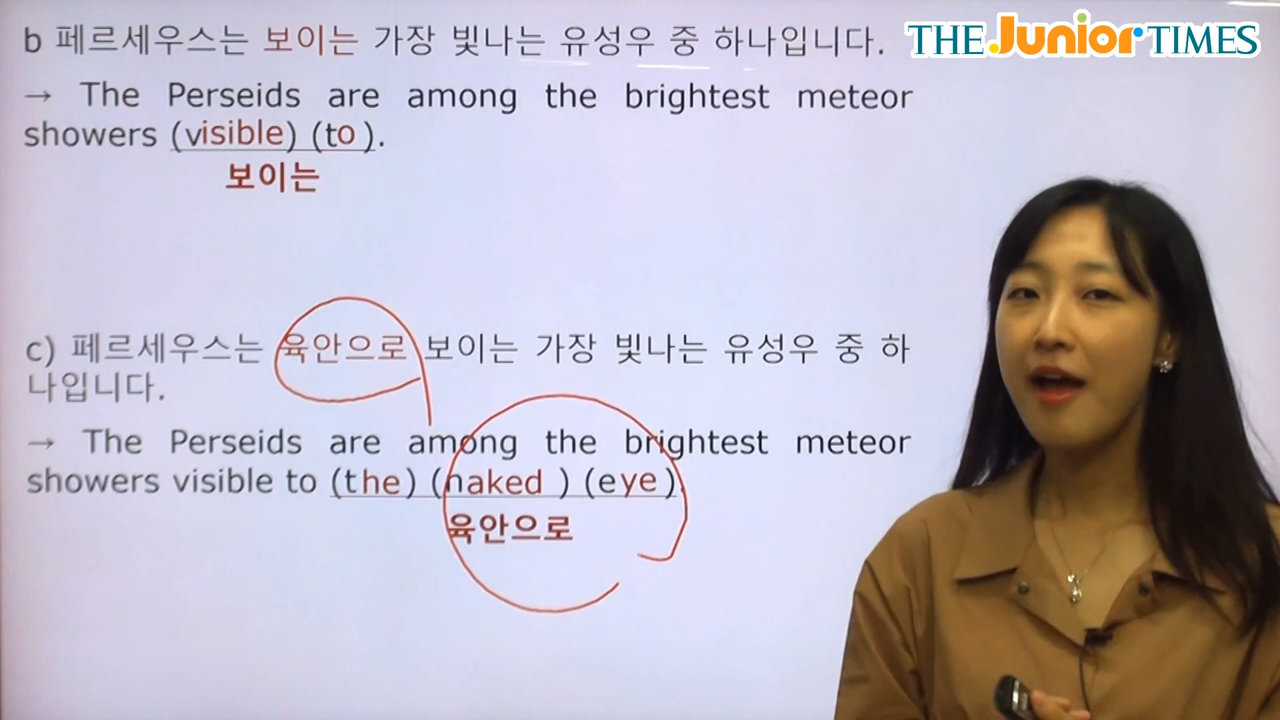 THE Junior TIMES
b 페르세우스는 보이는 가장 빛나는 유성우 중 하나입니다.
→ The Perseids are among the brightest meteor
showers (visible) (to ).
보이는
c) 페르세우스는 육안으로 보이는 가장 빛나는 유성우 중 하
나입니다.
→ The Perseids are among the brightest meteor
showers visible to (the) (naked ) (eye).
육안으로